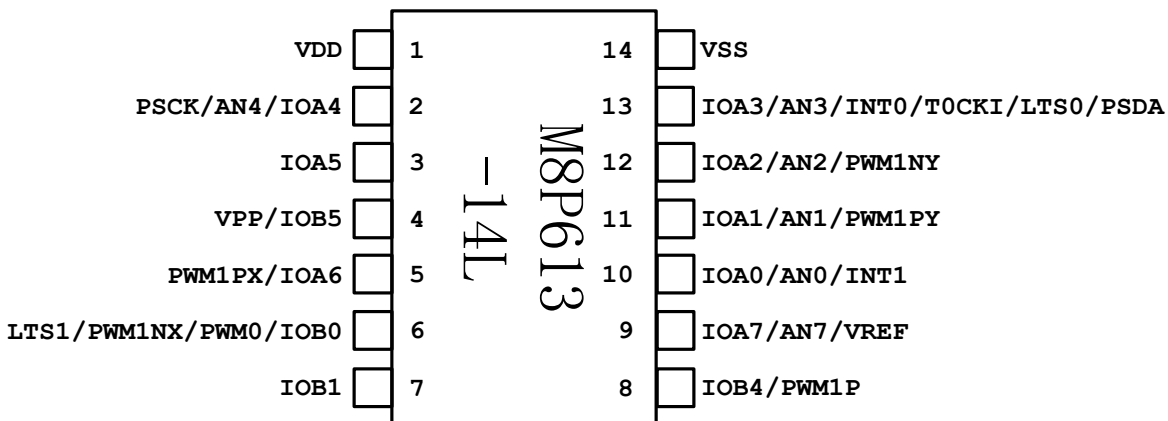 VDD 1 14 VSS
PSCK/AN4/IOA4 2 13 IOA3/AN3/INT0/T0CKI/LTS0/PSDA
IOA5 3 12 IOA2/AN2/PWM1NY
VPP/IOB5 4 11 IOA1/AN1/PWM1PY
PWM1PX/IOA6 5 10 IOA0/AN0/INT1
LTS1/PWM1NX/PWM0/IOB0 6 9 IOA7/AN7/VREF
IOB1 7 8 IOB4/PWM1P
M8P613
-14L